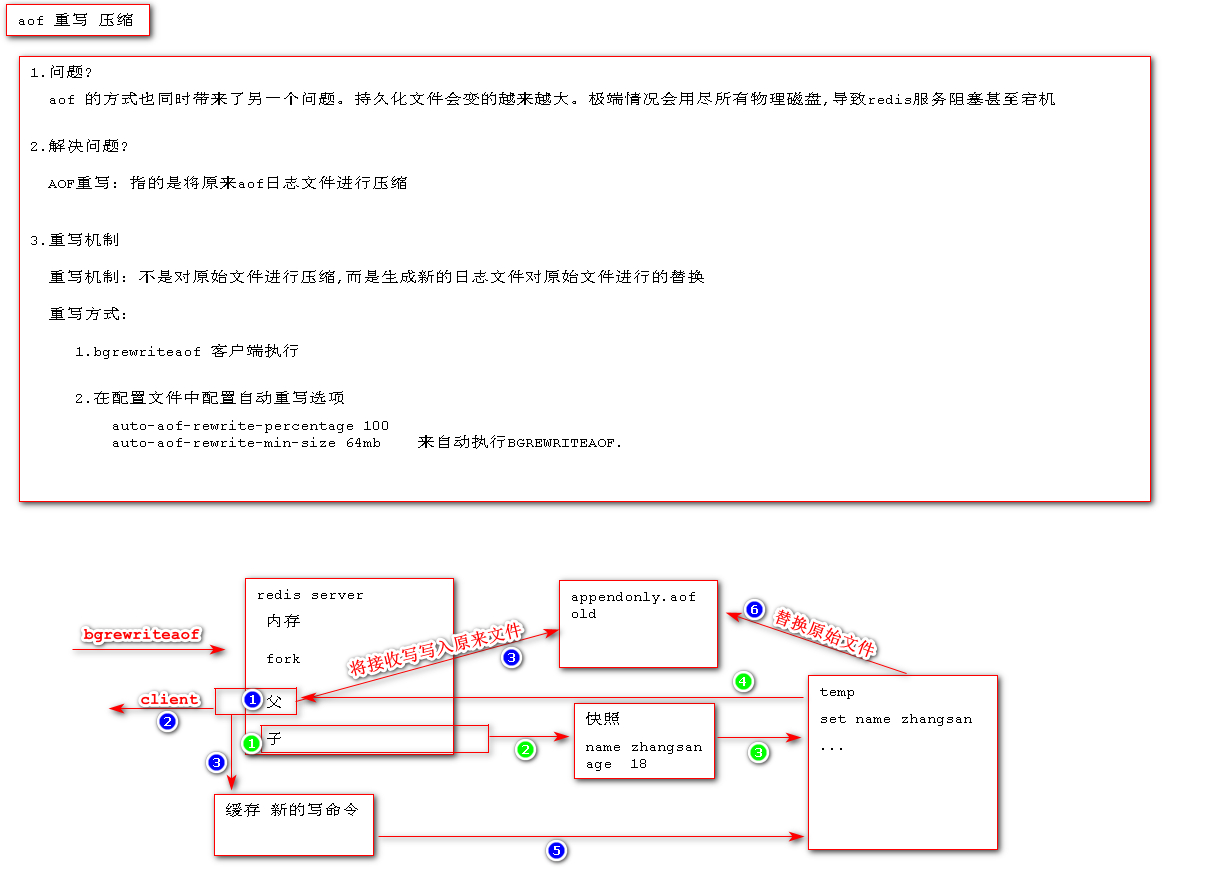 aof 重写 压缩
1.问题?
aof 的方式也同时带来了另一个问题。持久化文件会变的越来越大。极端情况会用尽所有物理磁盘,导致redis服务阻塞甚至宕机
2.解决问题?
AOF重写: 指的是将原来aof日志文件进行压缩
3.重写机制
重写机制: 不是对原始文件进行压缩,而是生成新的日志文件对原始文件进行的替换
重写方式:
1.bgrewriteaof 客户端执行
2.在配置文件中配置自动重写选项
auto-aof-rewrite-percentage 100
auto-aof-rewrite-min-size 64mb 来自动执行BGREWRITEAOF.
redis server
内存
fork
父
子
bgrewriteaof
client
将接收写写入原来文件
appendonly.aof
old
替换原始文件
快照
name zhangsan
age 18
temp
set name zhangsan
...
缓存 新的写命令
1
2
3
3
5
6
1
2
3
4